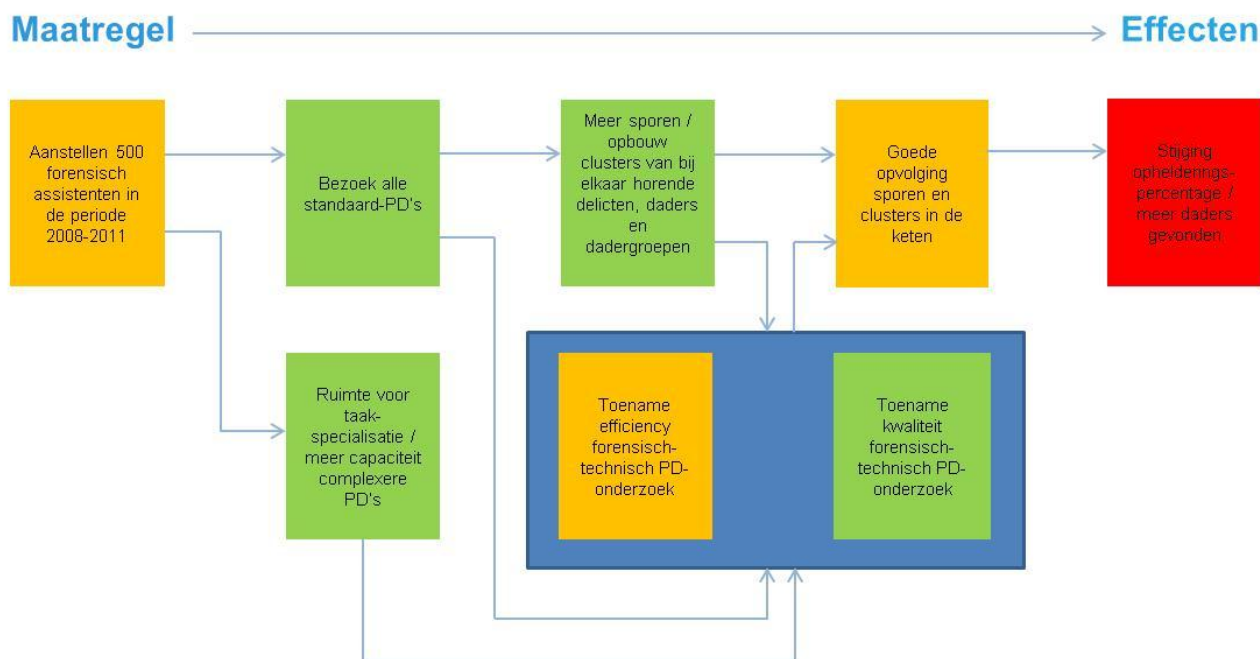 Maatregel
Effecten
Aanstellen 500
forensisch
assistenten in
de periode
2008-2011
Bezoek alle
standaard-PD's
Meer sporen /
opbouw
clusters van bij
elkaar horende
delicten, daders
en
dadergroepen
Goede
opvolging
sporen en
clusters in de
keten
Stijging
ophelderings-
percentage /
meer daders
gevonden
Ruimte voor
taak-
specialisatie /
meer capaciteit
complexere
PD's
Toename
efficiency
forensisch-
technisch PD-
onderzoek
Toename
kwaliteit
forensisch-
technisch PD-
onderzoek